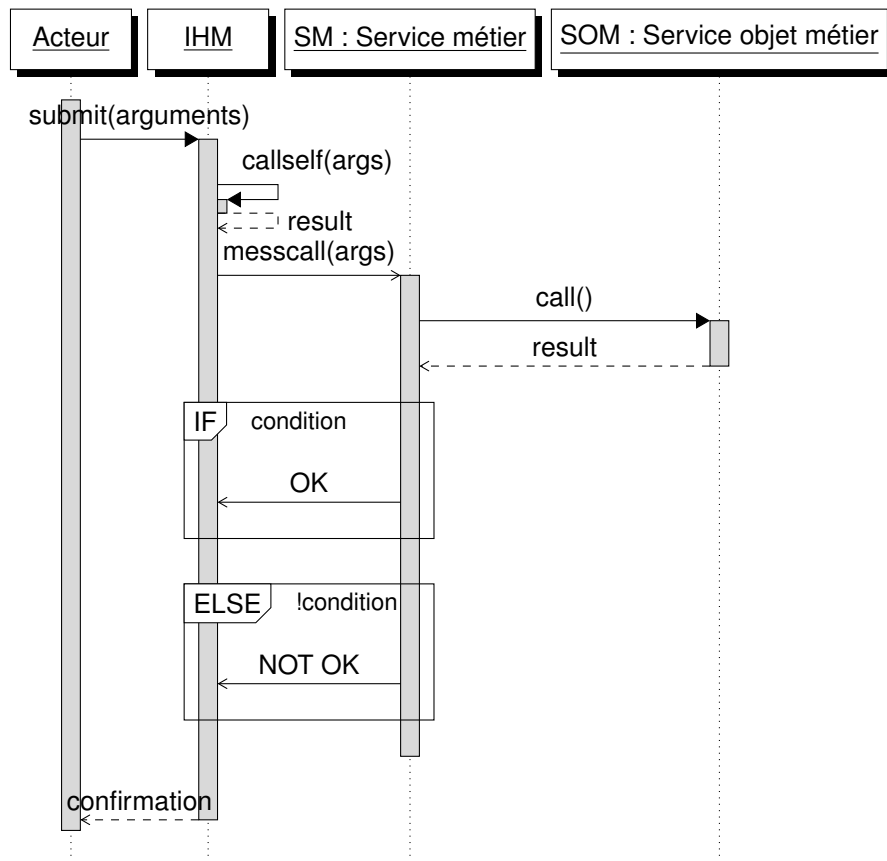 Acteur
IHM
SM : Service métier
SOM : Service objet métier
submit(arguments)
callself(args)
result
messcall(args)
call()
result
IF condition
OK
ELSE !condition
NOT OK
confirmation